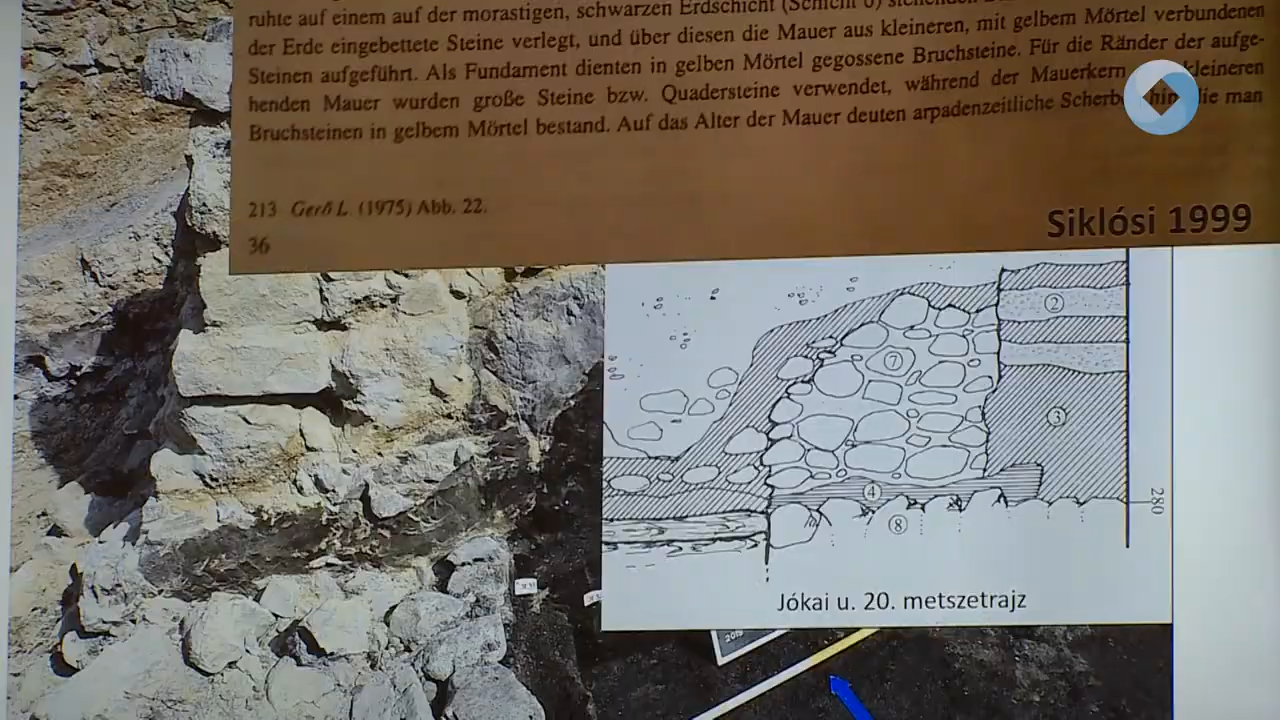 ruhte auf einem auf der morastigen, schwarzen Erdschicht
der Erde eingebettete Steine verlegt, und über diesen die Mauer aus kleineren, mit gelbem Mörtel verbundenen
Steinen aufgeführt. Als Fundament dienten in gelben Mörtel gegossene Bruchsteine. Für die Ränder der aufge-
henden Mauer wurden große Steine bzw. Quadersteine verwendet, während der Mauerkern kleineren
Bruchsteinen in gelbem Mörtel bestand. Auf das Alter der Mauer deuten arpadenzeitliche hin, die man
213 Gerő L. (1975) Abb. 22.
36
Siklósi 1999
2
7
3
4
8
280
Jókai u. 20. metszetrajz